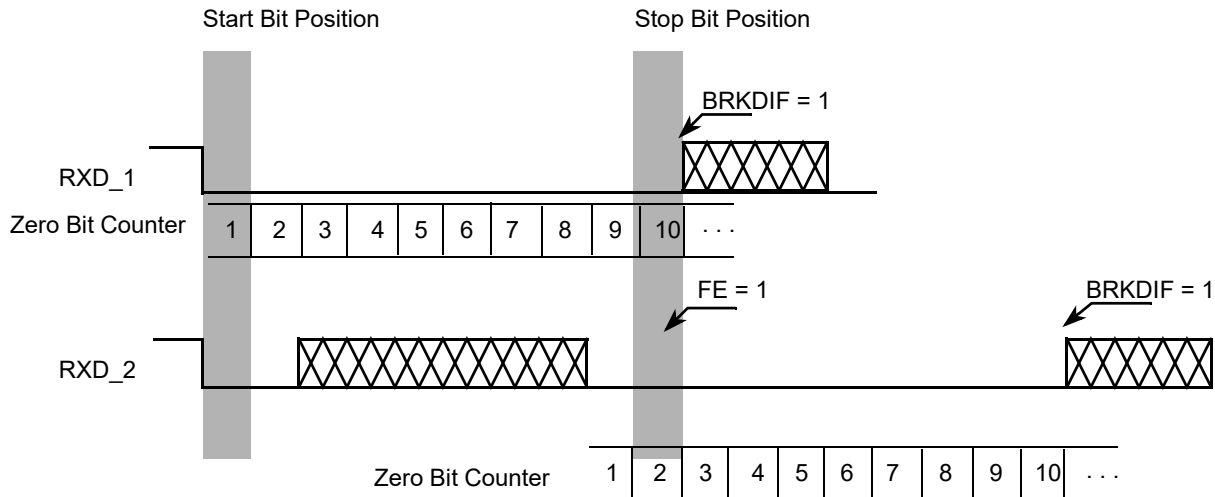 Start Bit Position Stop Bit Position
BRKDIF = 1
RXD_1
Zero Bit Counter 1 2 3 4 5 6 7 8 9 10 . . .
FE = 1 BRKDIF = 1
RXD_2
Zero Bit Counter 1 2 3 4 5 6 7 8 9 10 . . .